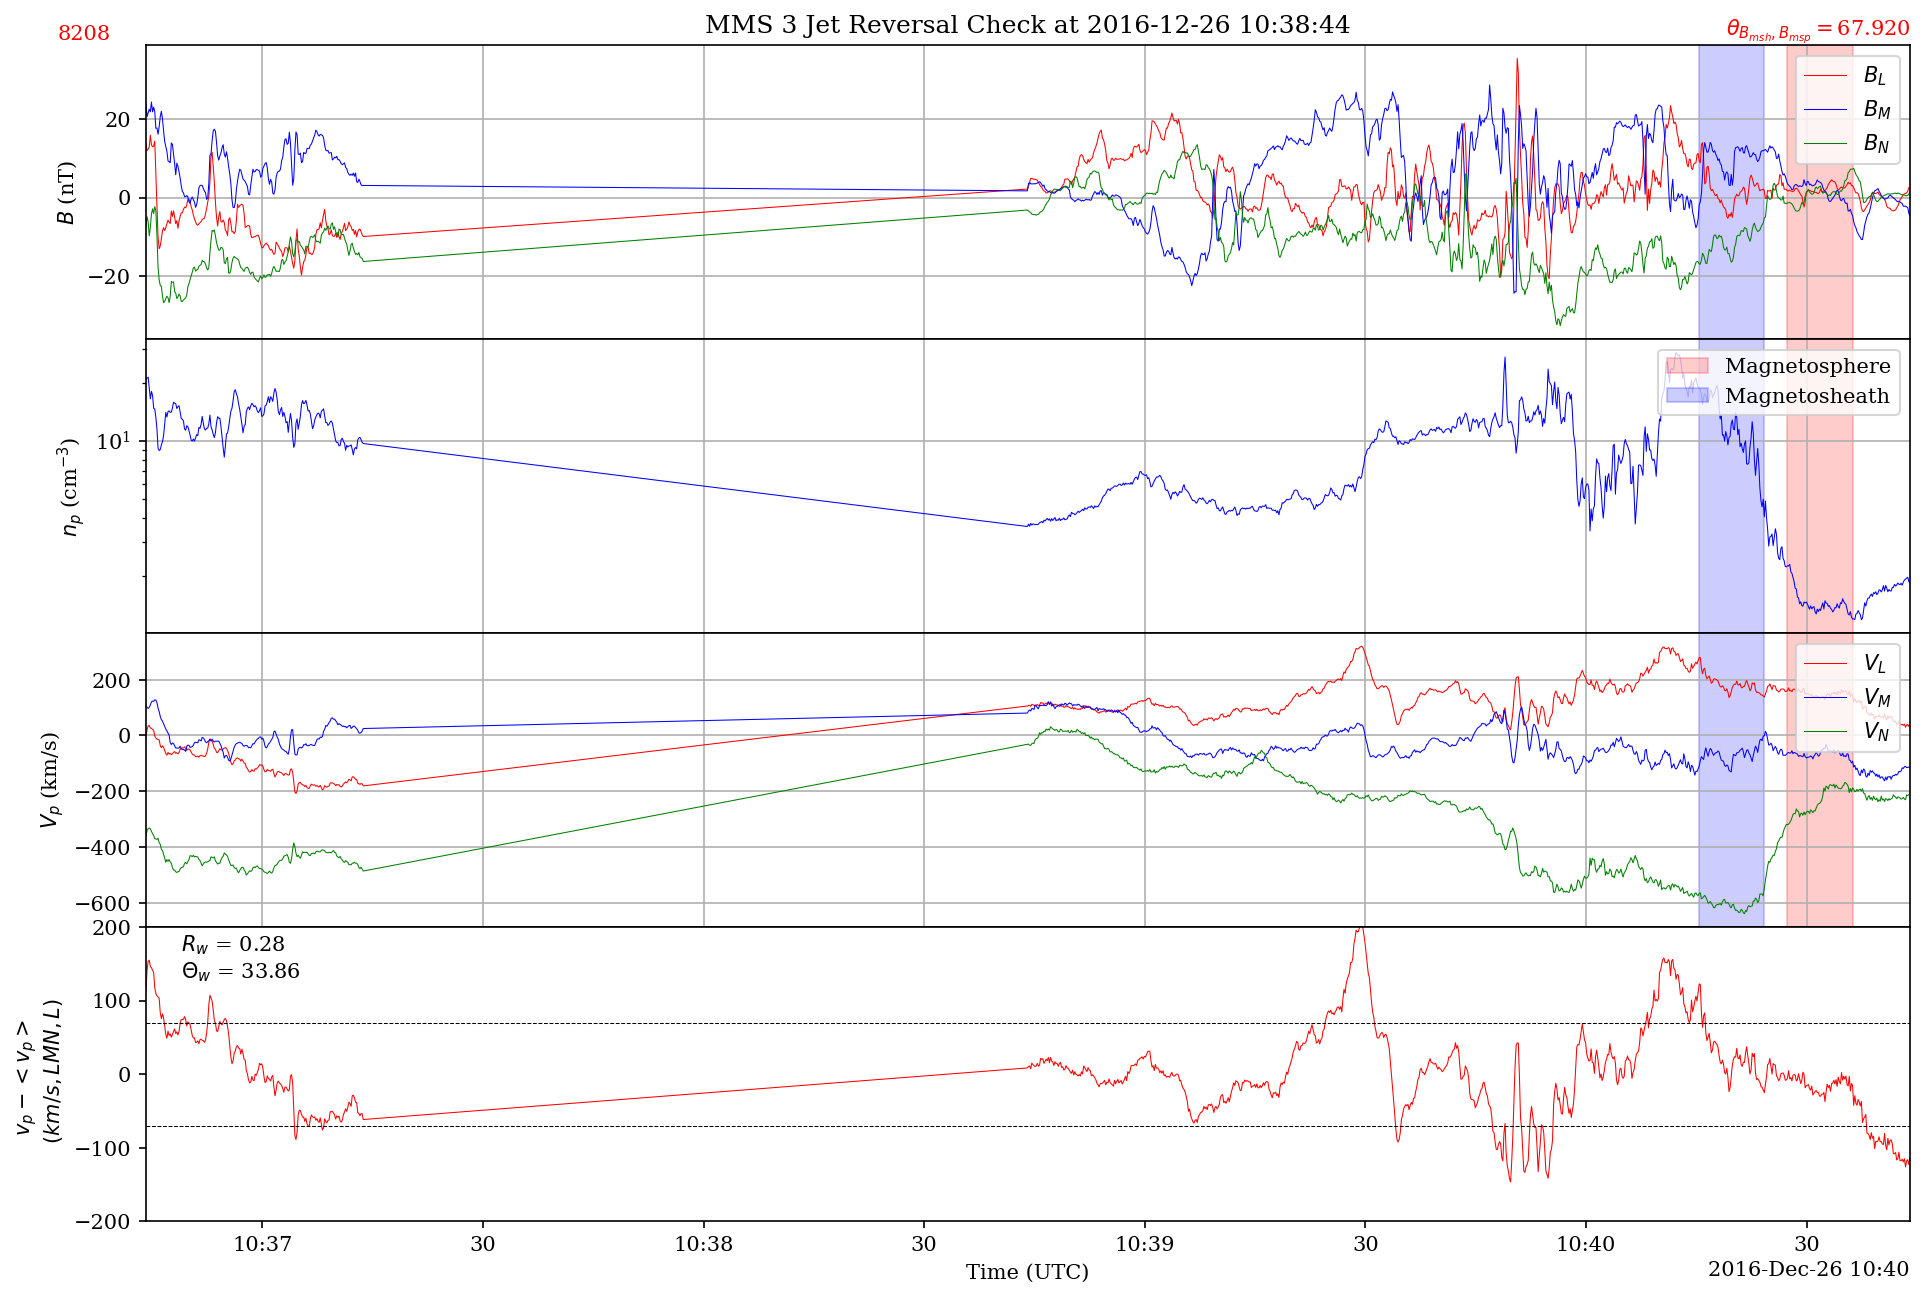 MMS 3 Jet Reversal Check at 2016-12-26 10:38:44
8208
θ_{B_{msh}, B_{msp}} = 67.920
B (nT)
20
0
−20
B_L
B_M
B_N
n_p (cm^{−3})
10^1
Magnetosphere
Magnetosheath
V_p (km/s)
200
0
−200
−400
−600
V_L
V_M
V_N
v_p − < v_p >
(km/s, LMN, L)
200
100
0
−100
−200
R_w = 0.28
Θ_w = 33.86
10:37 30 10:38 30 10:39 30 10:40 30
Time (UTC)
2016-Dec-26 10:40